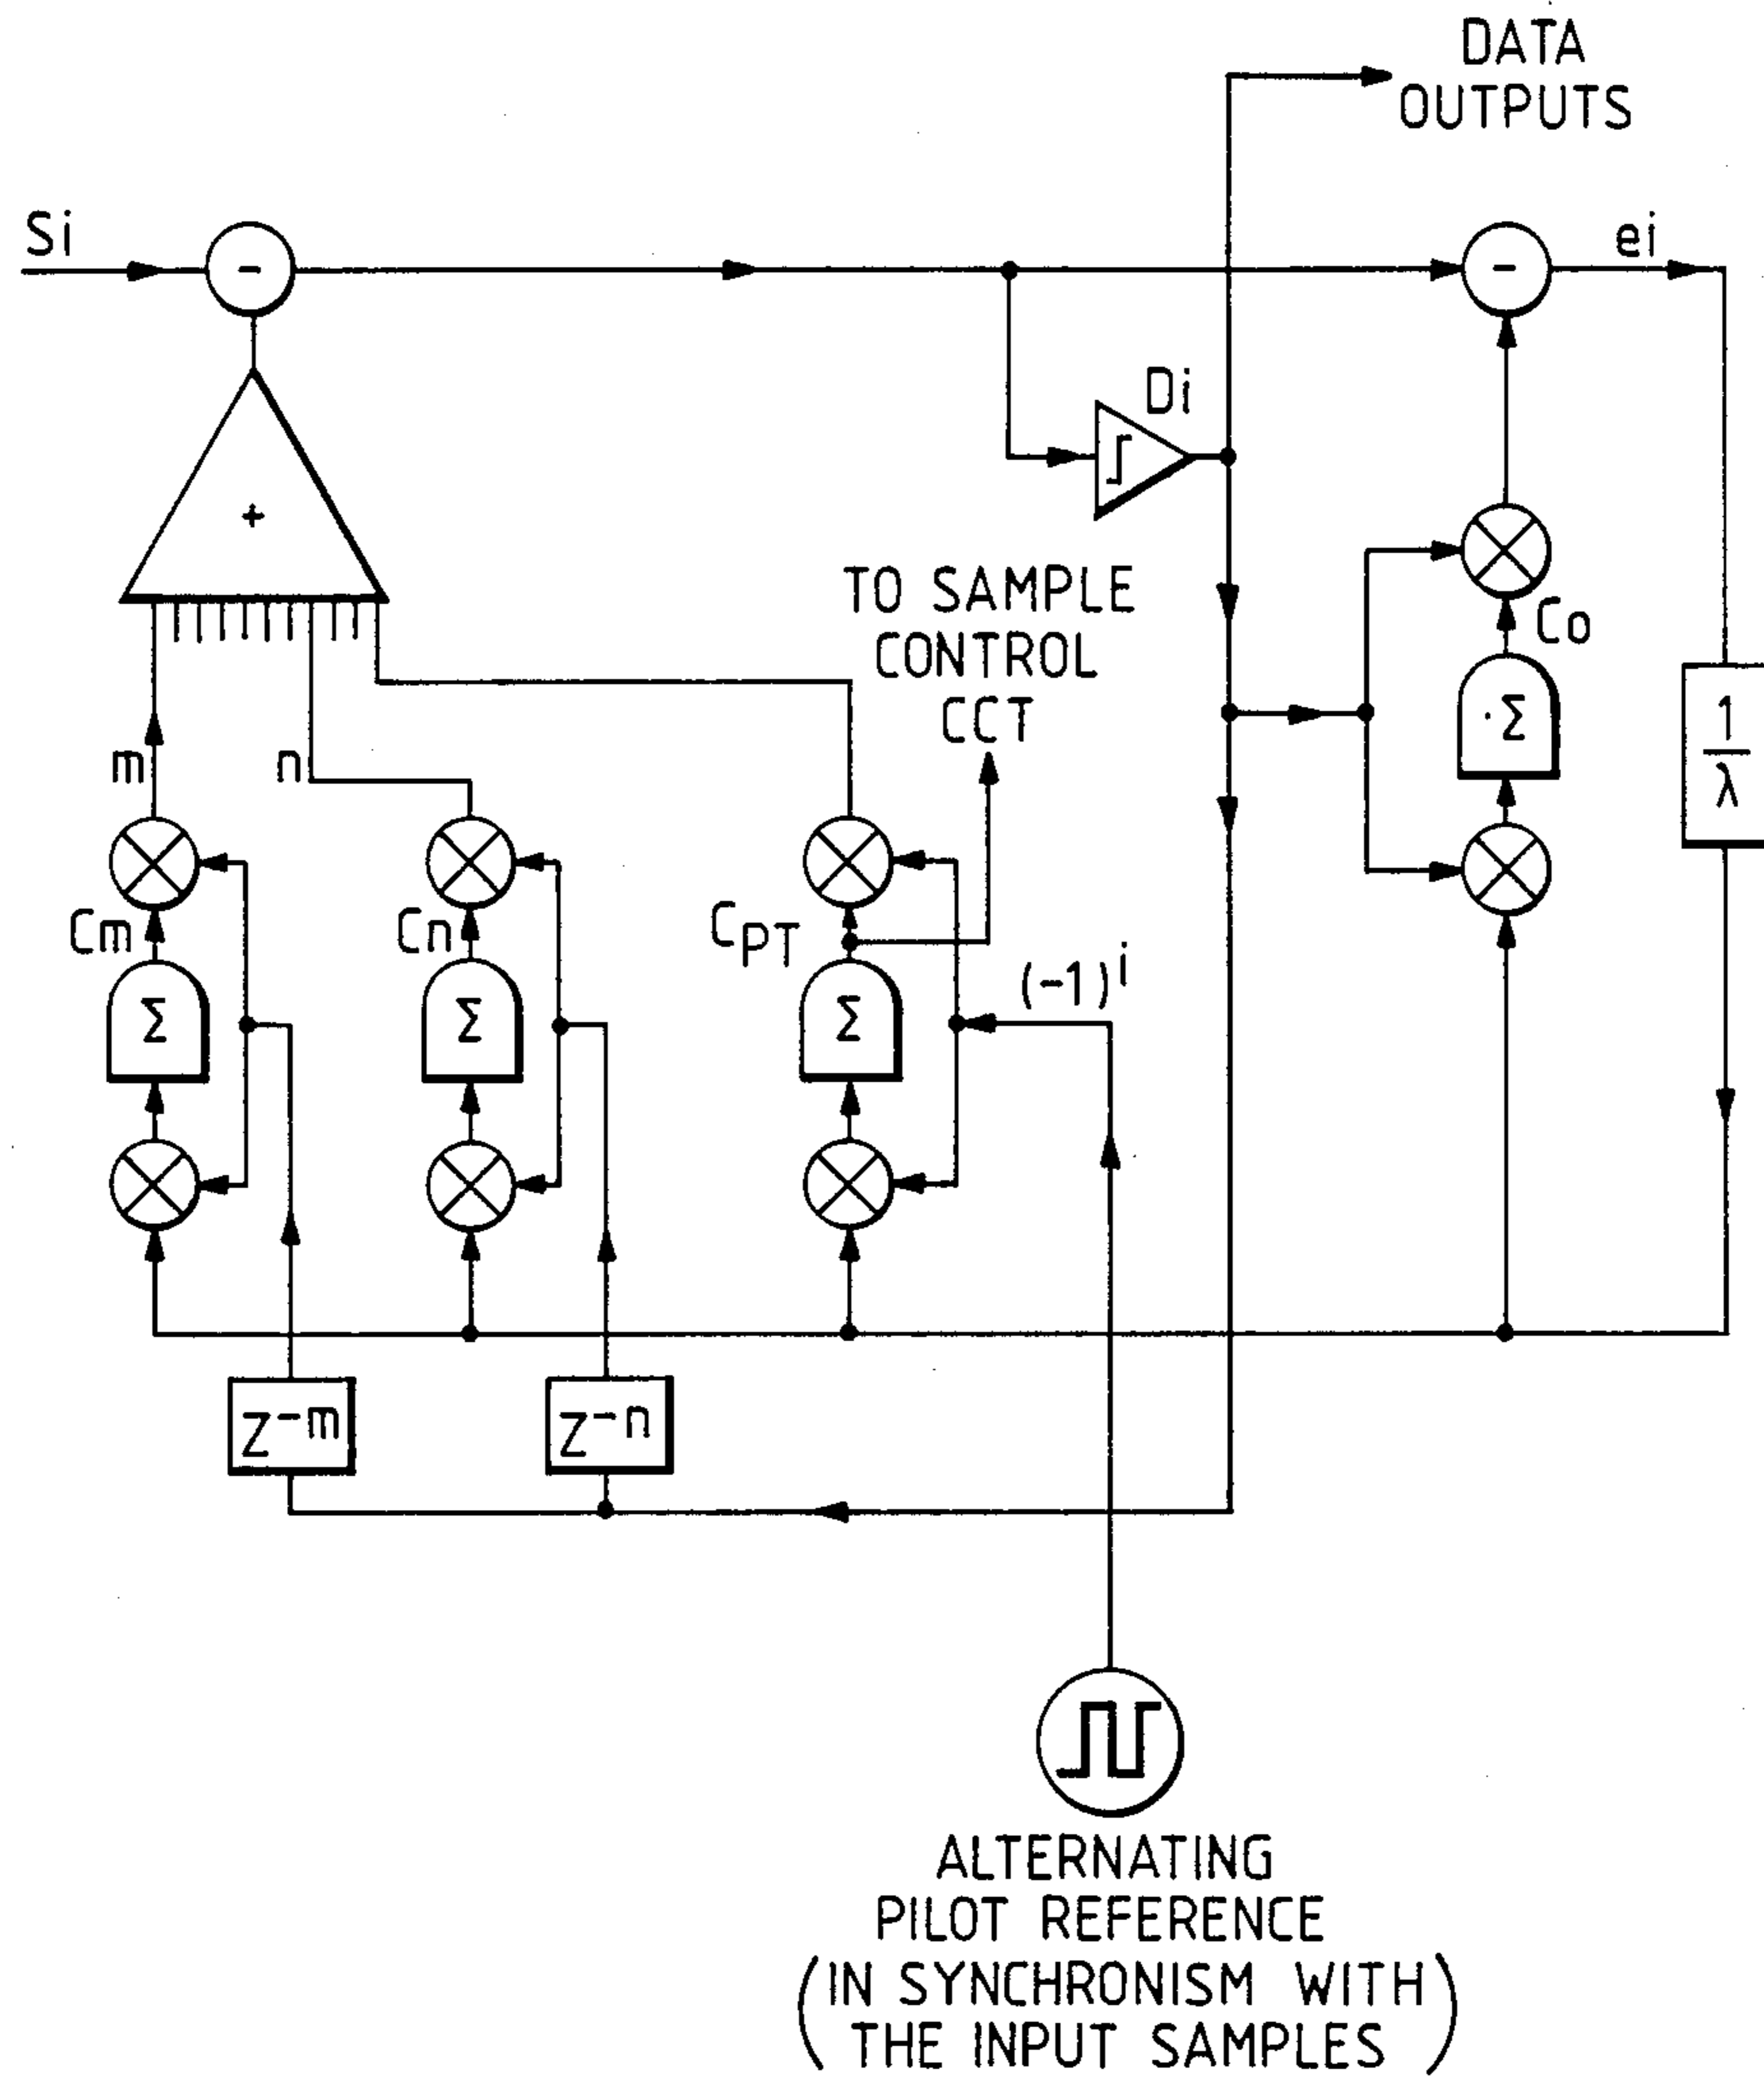 DATA
OUTPUTS
Si
-
-
ei
Di
+
TO SAMPLE
CONTROL
CCT
Co
·Σ
1
λ
m
n
Cm
Cn
CPT
(-1)i
Σ
Σ
Σ
Z-m
Z-n
ALTERNATING
PILOT REFERENCE
(IN SYNCHRONISM WITH
THE INPUT SAMPLES)